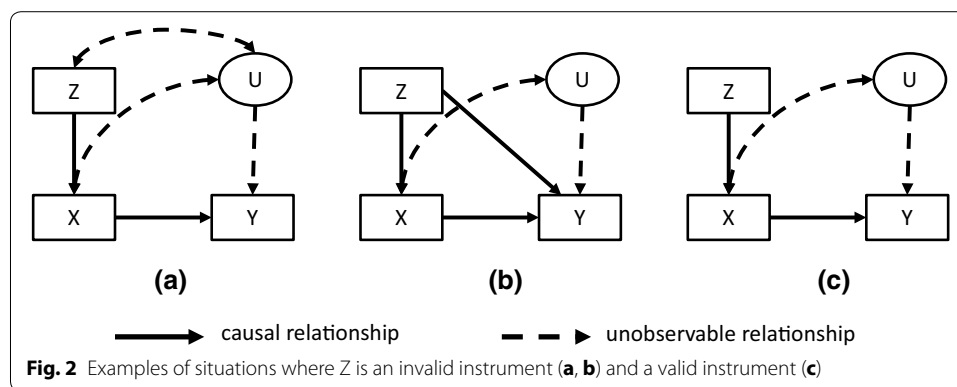 Z
U
X
Y
(a)
Z
U
X
Y
(b)
Z
U
X
Y
(c)
causal relationship
unobservable relationship
Fig. 2 Examples of situations where Z is an invalid instrument (a, b) and a valid instrument (c)